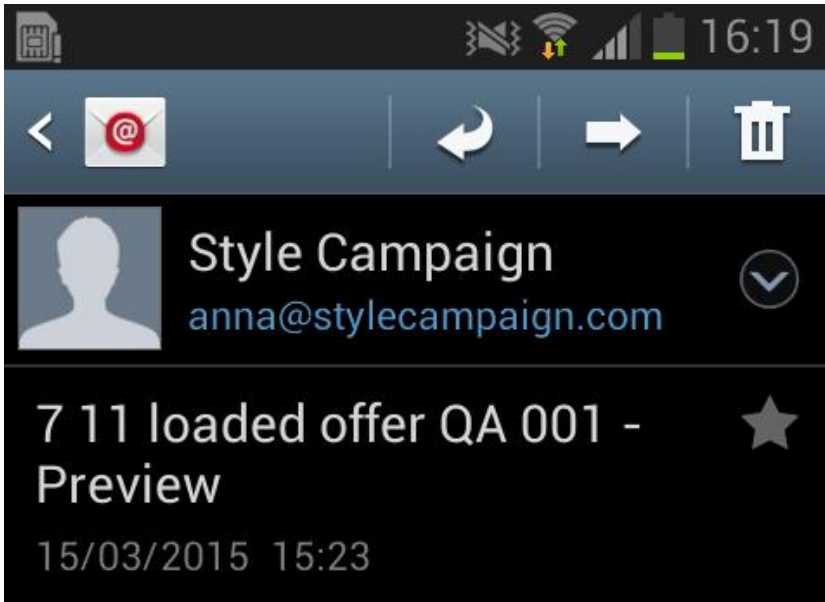 16:19
@
Style Campaign
anna@stylecampaign.com
7 11 loaded offer QA 001 -
Preview
15/03/2015 15:23